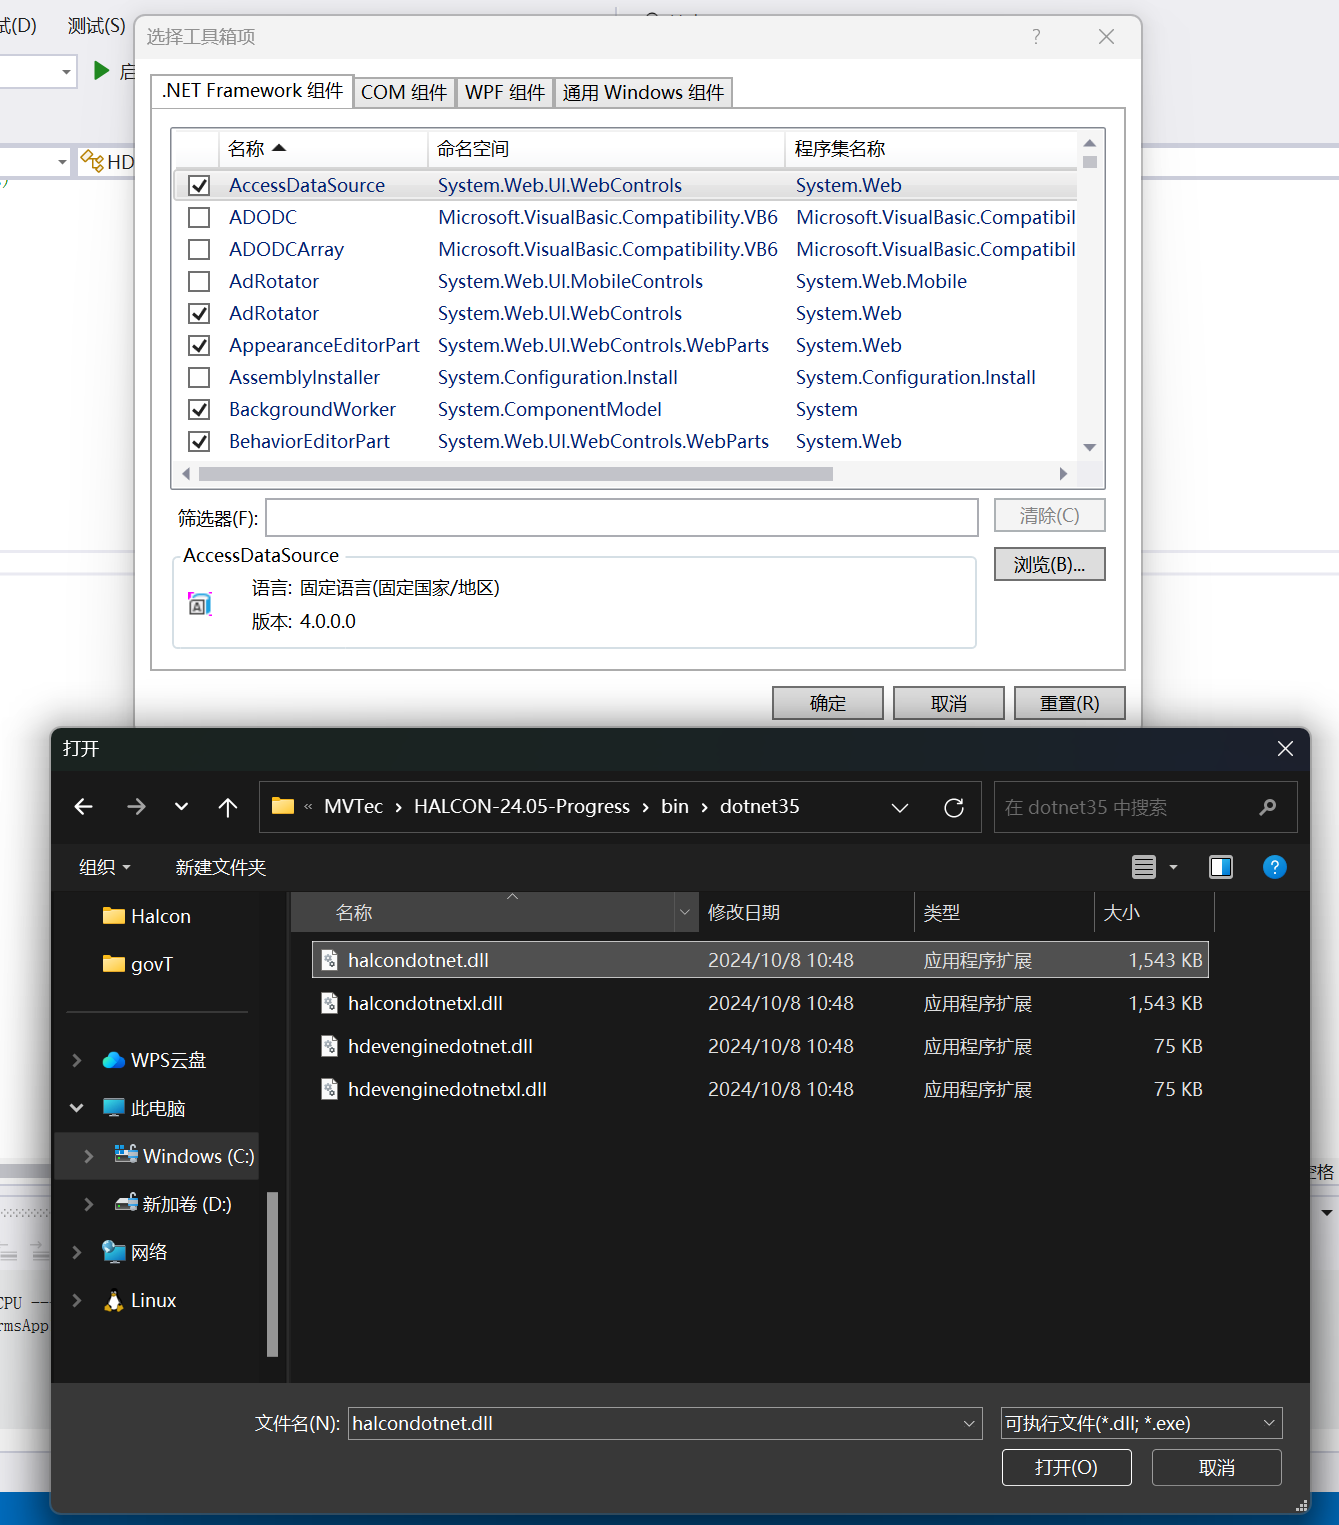 试(D) 测试(S)
选择工具箱项
启
HD
.NET Framework 组件 COM 组件 WPF 组件 通用 Windows 组件
名称 命名空间 程序集名称
AccessDataSource System.Web.UI.WebControls System.Web
ADODC Microsoft.VisualBasic.Compatibility.VB6 Microsoft.VisualBasic.Compatibil
ADODCArray Microsoft.VisualBasic.Compatibility.VB6 Microsoft.VisualBasic.Compatibil
AdRotator System.Web.UI.MobileControls System.Web.Mobile
AdRotator System.Web.UI.WebControls System.Web
AppearanceEditorPart System.Web.UI.WebControls.WebParts System.Web
AssemblyInstaller System.Configuration.Install System.Configuration.Install
BackgroundWorker System.ComponentModel System
BehaviorEditorPart System.Web.UI.WebControls.WebParts System.Web
筛选器(F): 清除(C)
AccessDataSource
浏览(B)...
语言: 固定语言(固定国家/地区)
版本: 4.0.0.0
确定 取消 重置(R)
打开
« MVTec › HALCON-24.05-Progress › bin › dotnet35 在 dotnet35 中搜索
组织 新建文件夹
名称 修改日期 类型 大小
Halcon
govT
WPS云盘
此电脑
Windows (C:)
新加卷 (D:)
网络
Linux
halcondotnet.dll 2024/10/8 10:48 应用程序扩展 1,543 KB
halcondotnetxl.dll 2024/10/8 10:48 应用程序扩展 1,543 KB
hdevenginedotnet.dll 2024/10/8 10:48 应用程序扩展 75 KB
hdevenginedotnetxl.dll 2024/10/8 10:48 应用程序扩展 75 KB
空格
CPU --
rmsApp
文件名(N): halcondotnet.dll 可执行文件(*.dll; *.exe)
打开(O) 取消